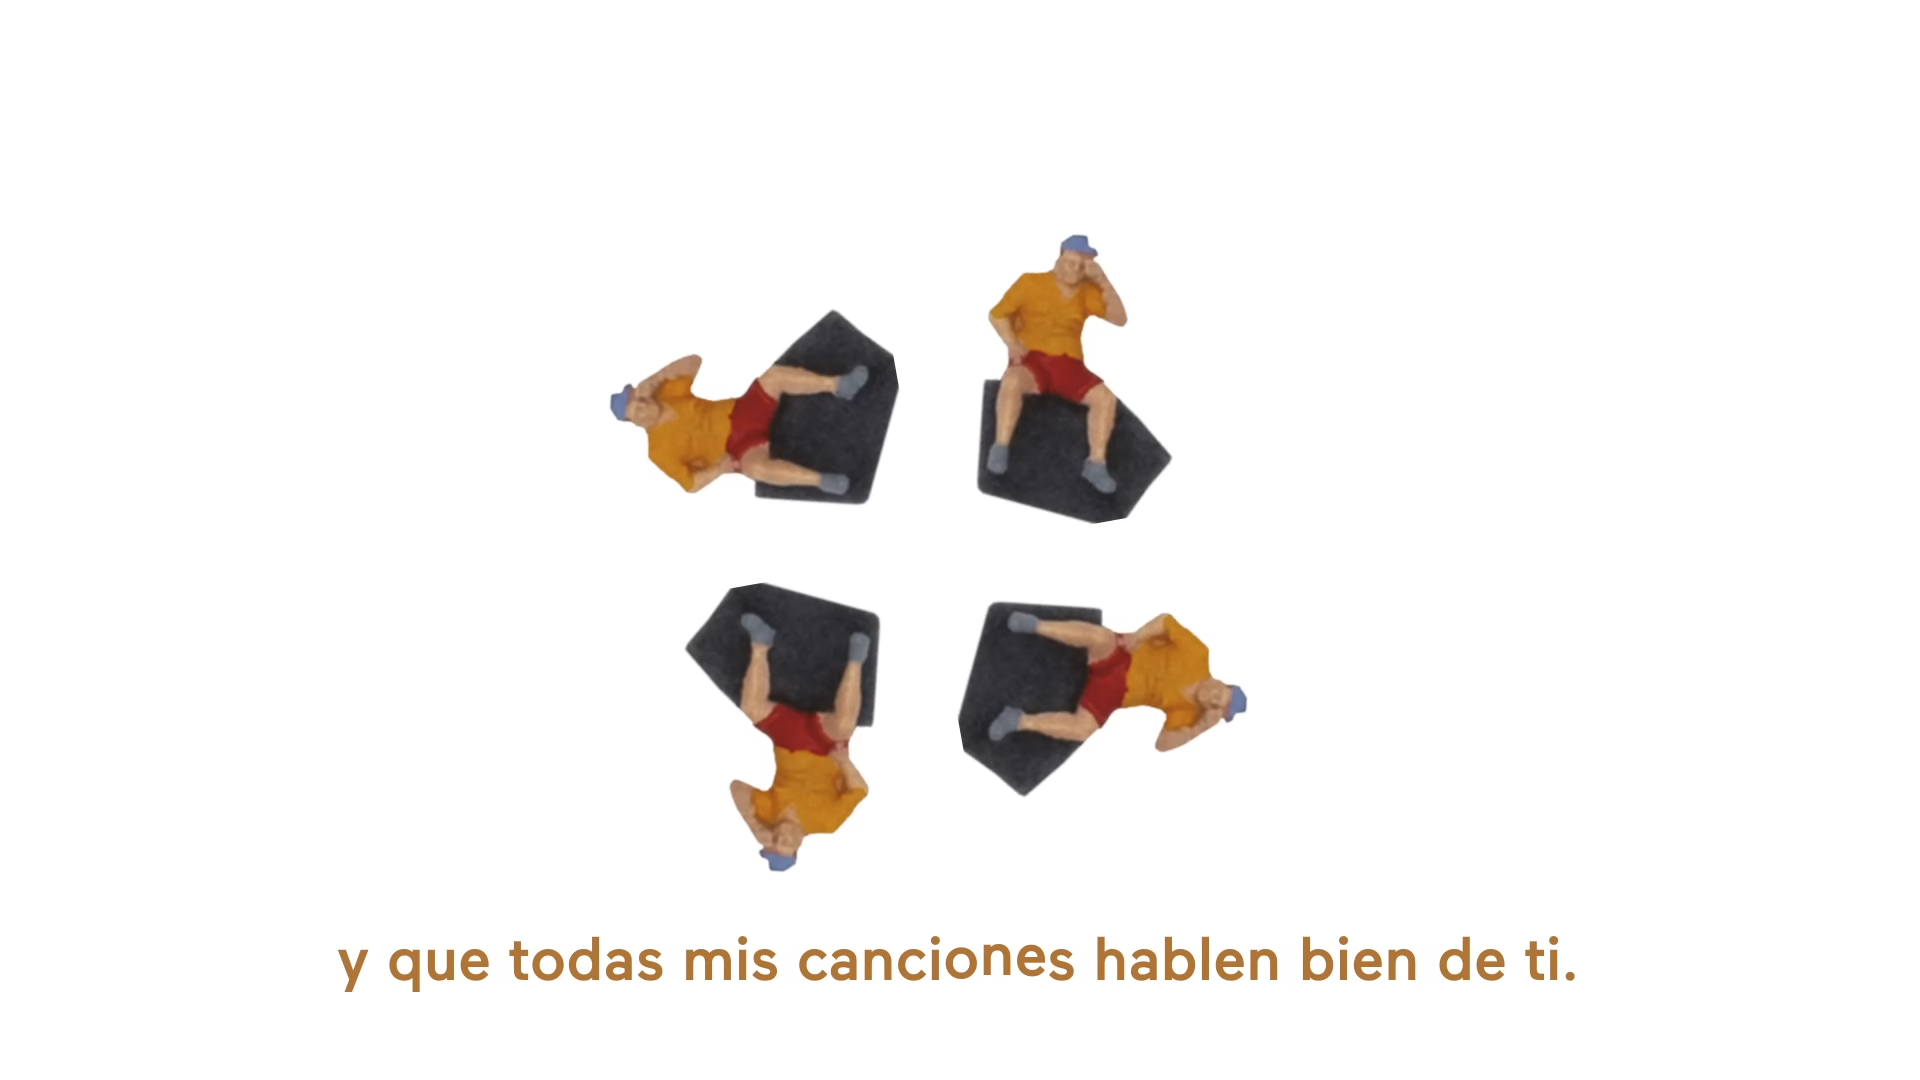 y que todas mis canciones hablen bien de ti.